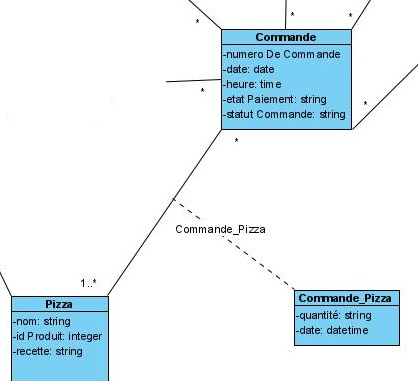 *
*
*
Commande
-numero De Commande
-date: date
-heure: time
-etat Paiement: string
-statut Commande: string
*
*
*
Commande_Pizza
1..*
Pizza
-nom: string
-id Produit: integer
-recette: string
Commande_Pizza
-quantité: string
-date: datetime